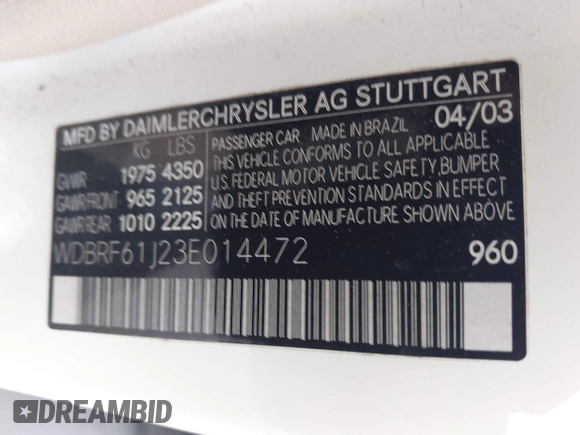 MFD BY DAIMLERCHRYSLER AG STUTTGART
KG LBS
GVWR 1975 4350
GAWR FRONT 965 2125
GAWR REAR 1010 2225
04/03
PASSENGER CAR MADE IN BRAZIL
THIS VEHICLE CONFORMS TO ALL APPLICABLE
U.S. FEDERAL MOTOR VEHICLE SAFETY, BUMPER
AND THEFT PREVENTION STANDARDS IN EFFECT
ON THE DATE OF MANUFACTURE SHOWN ABOVE
WDBRF61J23E014472
960
DREAMBID